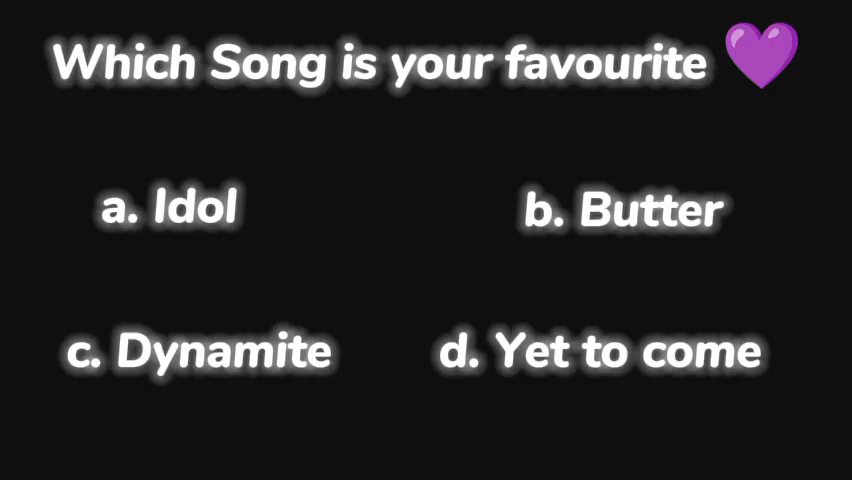 Which Song is your favourite 💜
a. Idol
b. Butter
c. Dynamite
d. Yet to come